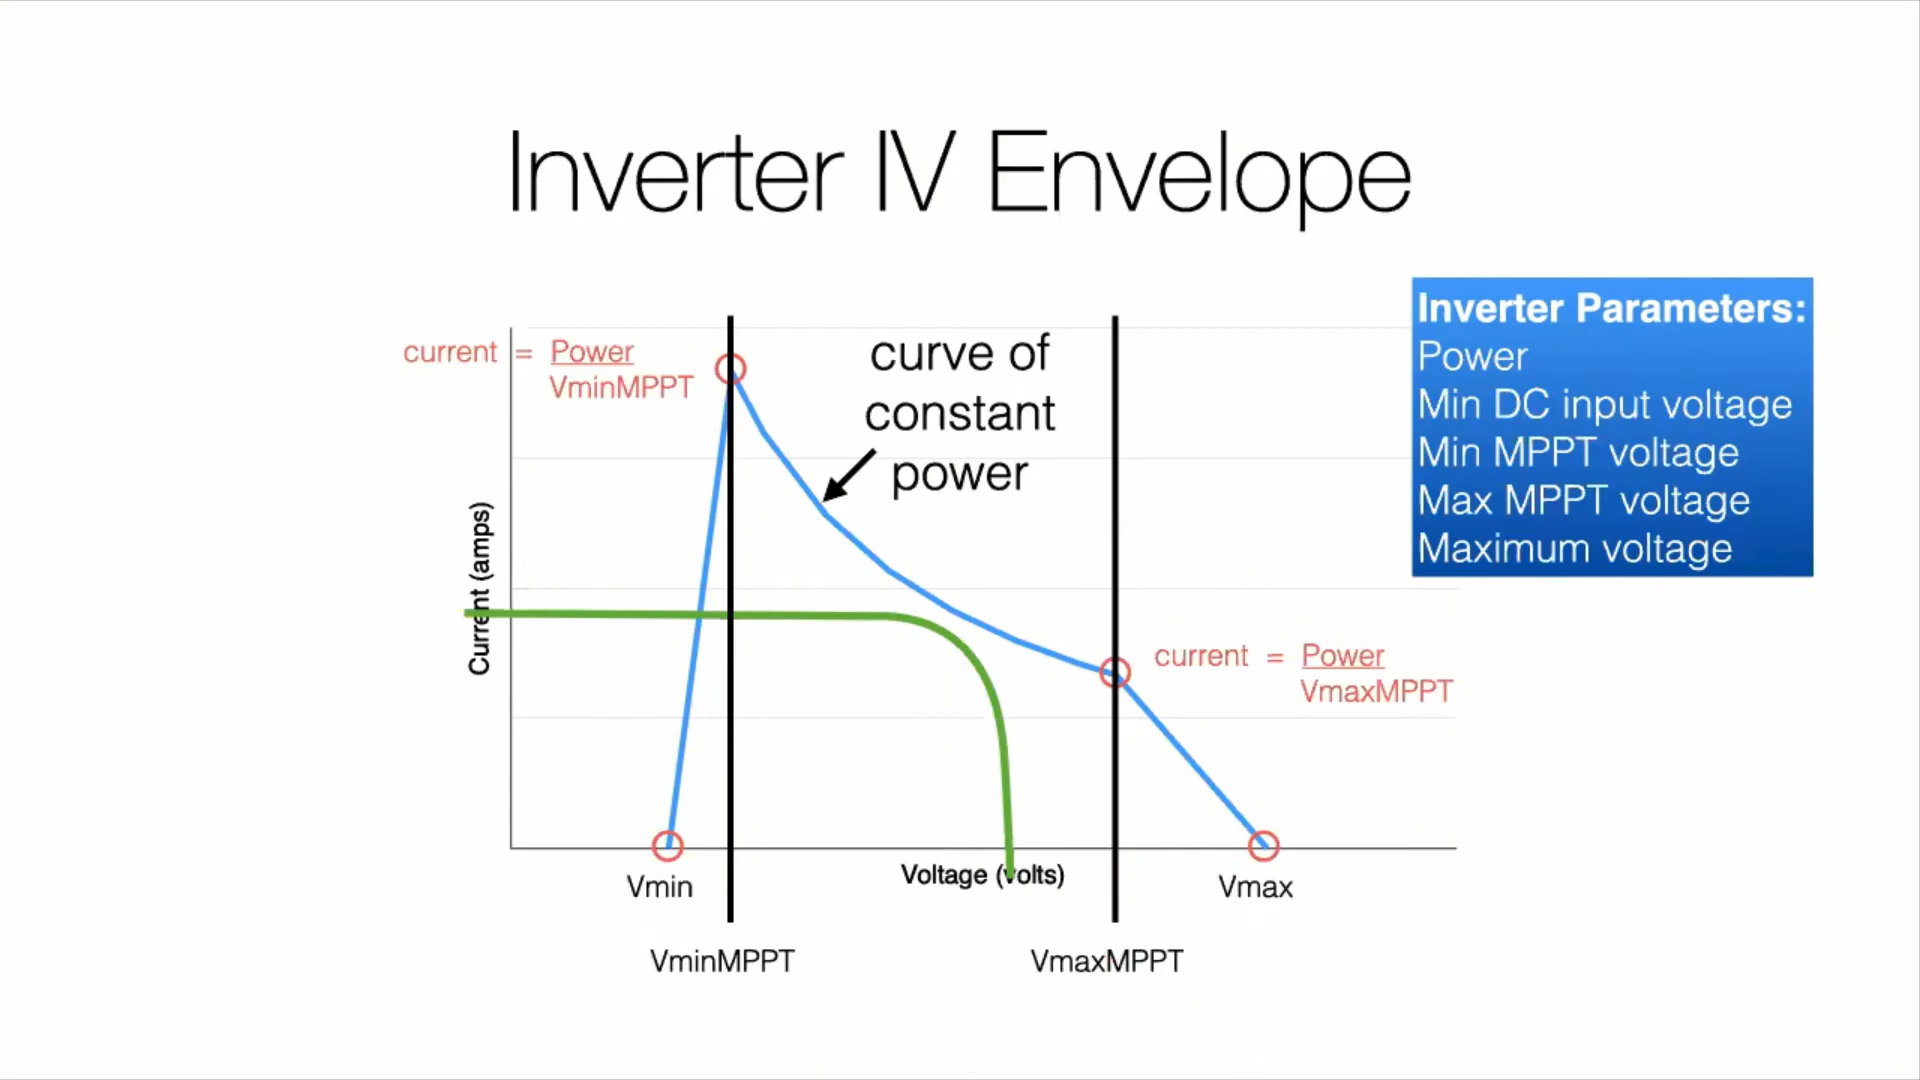 Inverter IV Envelope
Inverter Parameters:
Power
Min DC input voltage
Min MPPT voltage
Max MPPT voltage
Maximum voltage
current = Power
VminMPPT
curve of
constant
power
Current (amps)
current = Power
VmaxMPPT
Voltage (volts)
Vmin
Vmax
VminMPPT
VmaxMPPT